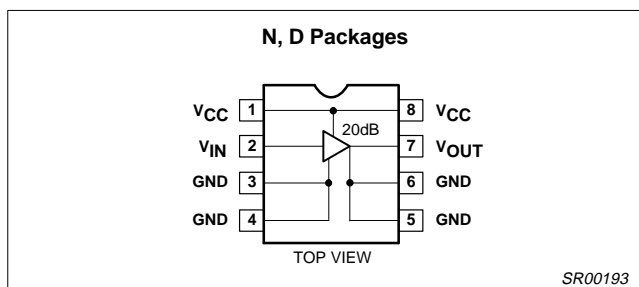 N, D Packages
VCC 1 8 VCC
20dB
VIN 2 7 VOUT
GND 3 6 GND
GND 4 5 GND
TOP VIEW
SR00193